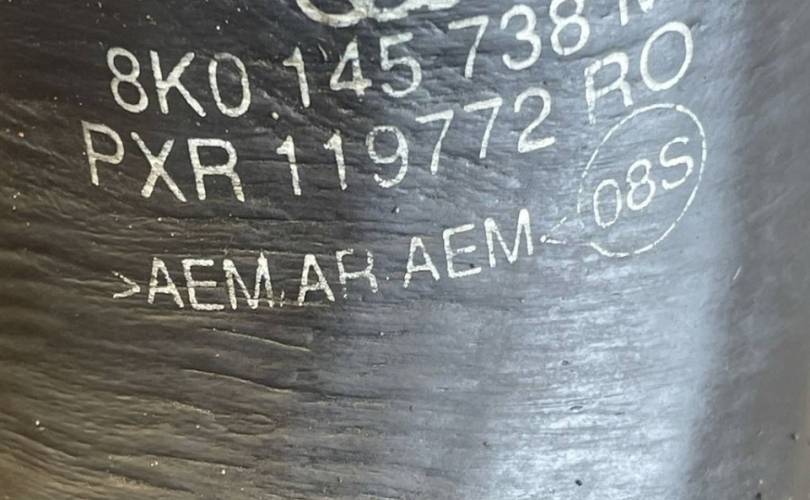 8K0.145 738
PXR 119772 RO
08S
>AEM.AR.AEM<